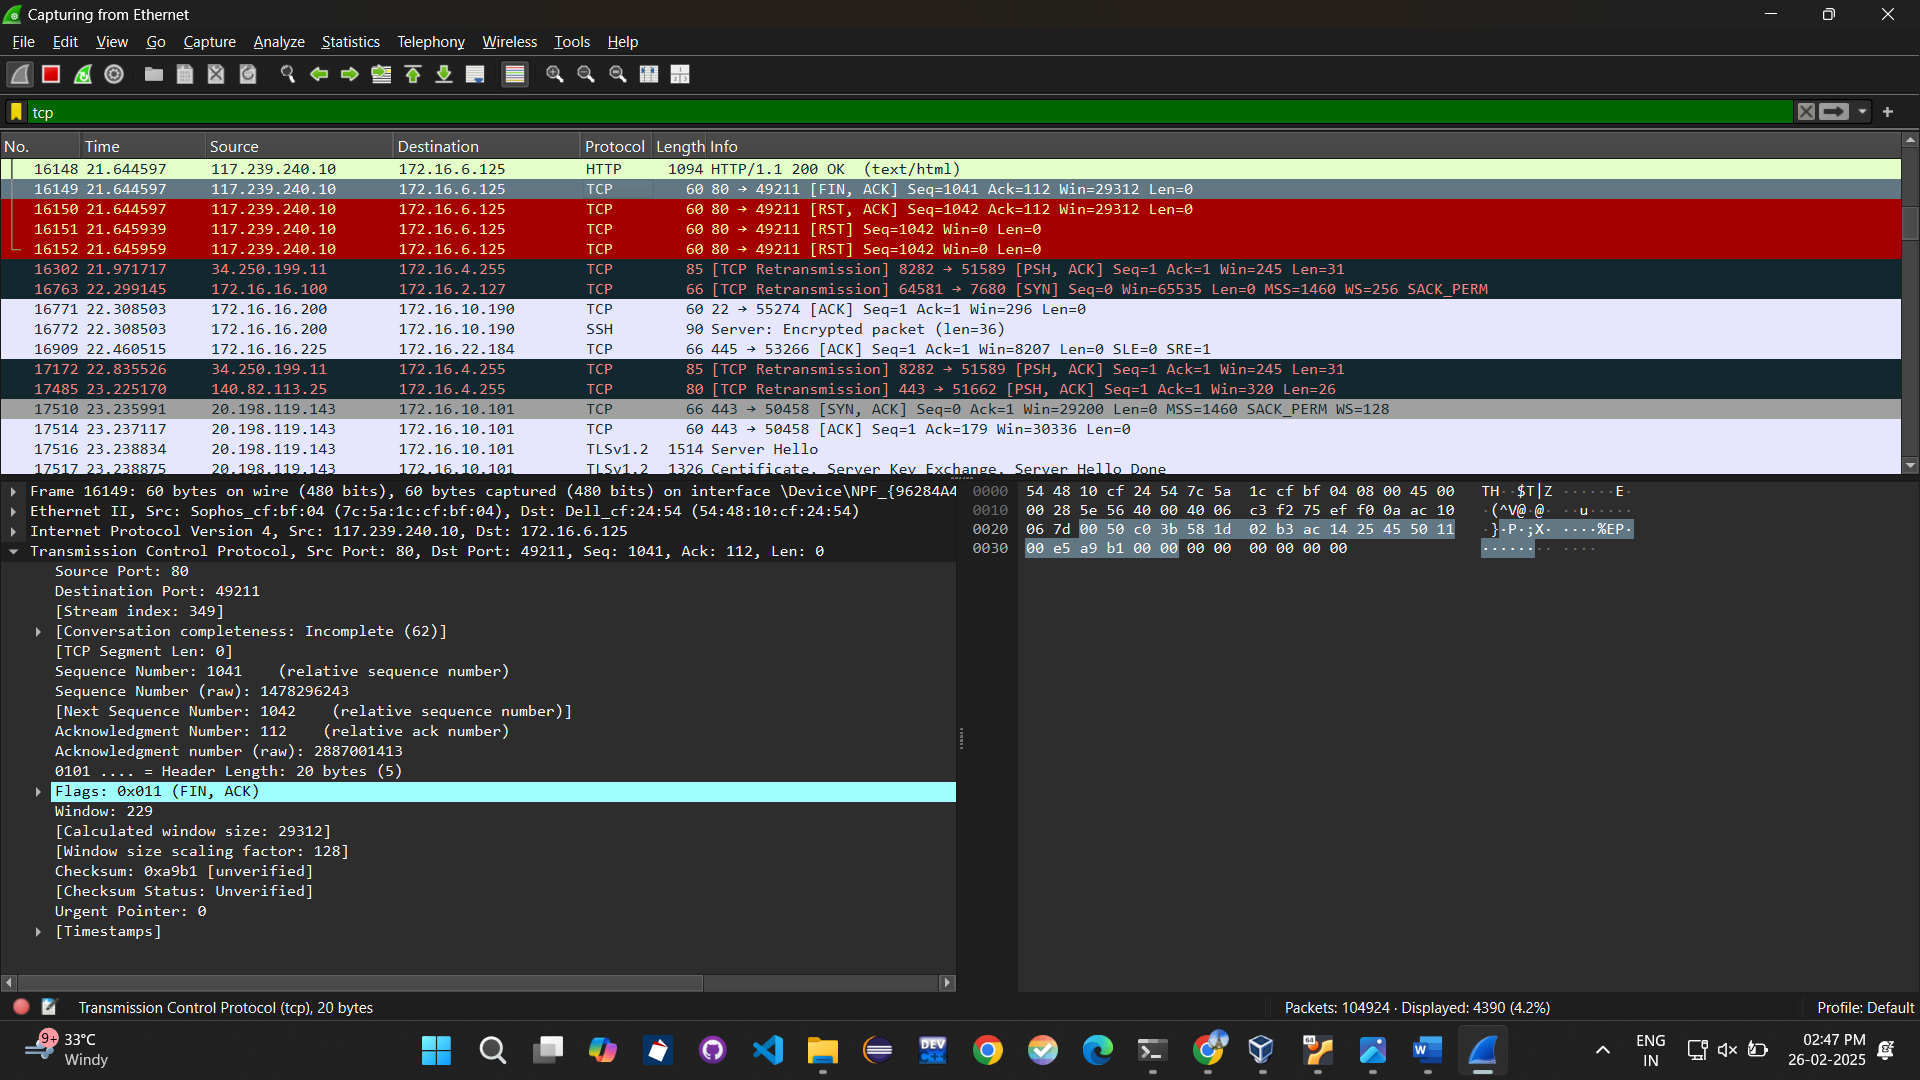 Capturing from Ethernet
File Edit View Go Capture Analyze Statistics Telephony Wireless Tools Help
tcp
No. Time Source Destination Protocol Length Info
16148 21.644597 117.239.240.10 172.16.6.125 HTTP 1094 HTTP/1.1 200 OK (text/html)
16149 21.644597 117.239.240.10 172.16.6.125 TCP 60 80 → 49211 [FIN, ACK] Seq=1041 Ack=112 Win=29312 Len=0
16150 21.644597 117.239.240.10 172.16.6.125 TCP 60 80 → 49211 [RST, ACK] Seq=1042 Ack=112 Win=29312 Len=0
16151 21.645939 117.239.240.10 172.16.6.125 TCP 60 80 → 49211 [RST] Seq=1042 Win=0 Len=0
16152 21.645959 117.239.240.10 172.16.6.125 TCP 60 80 → 49211 [RST] Seq=1042 Win=0 Len=0
16302 21.971717 34.250.199.11 172.16.4.255 TCP 85 [TCP Retransmission] 8282 → 51589 [PSH, ACK] Seq=1 Ack=1 Win=245 Len=31
16763 22.299145 172.16.16.100 172.16.2.127 TCP 66 [TCP Retransmission] 64581 → 7680 [SYN] Seq=0 Win=65535 Len=0 MSS=1460 WS=256 SACK_PERM
16771 22.308503 172.16.16.200 172.16.10.190 TCP 60 22 → 55274 [ACK] Seq=1 Ack=1 Win=296 Len=0
16772 22.308503 172.16.16.200 172.16.10.190 SSH 90 Server: Encrypted packet (len=36)
16909 22.460515 172.16.16.225 172.16.22.184 TCP 66 445 → 53266 [ACK] Seq=1 Ack=1 Win=8207 Len=0 SLE=0 SRE=1
17172 22.835526 34.250.199.11 172.16.4.255 TCP 85 [TCP Retransmission] 8282 → 51589 [PSH, ACK] Seq=1 Ack=1 Win=245 Len=31
17485 23.225170 140.82.113.25 172.16.4.255 TCP 80 [TCP Retransmission] 443 → 51662 [PSH, ACK] Seq=1 Ack=1 Win=320 Len=26
17510 23.235991 20.198.119.143 172.16.10.101 TCP 66 443 → 50458 [SYN, ACK] Seq=0 Ack=1 Win=29200 Len=0 MSS=1460 SACK_PERM WS=128
17514 23.237117 20.198.119.143 172.16.10.101 TCP 60 443 → 50458 [ACK] Seq=1 Ack=179 Win=30336 Len=0
17516 23.238834 20.198.119.143 172.16.10.101 TLSv1.2 1514 Server Hello
17517 23.238875 20.198.119.143 172.16.10.101 TLSv1.2 1326 Certificate, Server Key Exchange, Server Hello Done
Frame 16149: 60 bytes on wire (480 bits), 60 bytes captured (480 bits) on interface \Device\NPF_{96284A4
Ethernet II, Src: Sophos_cf:bf:04 (7c:5a:1c:cf:bf:04), Dst: Dell_cf:24:54 (54:48:10:cf:24:54)
Internet Protocol Version 4, Src: 117.239.240.10, Dst: 172.16.6.125
Transmission Control Protocol, Src Port: 80, Dst Port: 49211, Seq: 1041, Ack: 112, Len: 0
Source Port: 80
Destination Port: 49211
[Stream index: 349]
[Conversation completeness: Incomplete (62)]
[TCP Segment Len: 0]
Sequence Number: 1041 (relative sequence number)
Sequence Number (raw): 1478296243
[Next Sequence Number: 1042 (relative sequence number)]
Acknowledgment Number: 112 (relative ack number)
Acknowledgment number (raw): 2887001413
0101 .... = Header Length: 20 bytes (5)
Flags: 0x011 (FIN, ACK)
Window: 229
[Calculated window size: 29312]
[Window size scaling factor: 128]
Checksum: 0xa9b1 [unverified]
[Checksum Status: Unverified]
Urgent Pointer: 0
[Timestamps]
0000 54 48 10 cf 24 54 7c 5a 1c cf bf 04 08 00 45 00 TH··$T|Z ······E·
0010 00 28 5e 56 40 00 40 06 c3 f2 75 ef f0 0a ac 10 ·(^V@·@· ··u·····
0020 06 7d 00 50 c0 3b 58 1d 02 b3 ac 14 25 45 50 11 ·}·P·;X· ····%EP·
0030 00 e5 a9 b1 00 00 00 00 00 00 00 00 ········ ····
Transmission Control Protocol (tcp), 20 bytes
Packets: 104924 · Displayed: 4390 (4.2%)
Profile: Default
9+
33°C
Windy
DEV
C++
64
ENG
IN
02:47 PM
26-02-2025